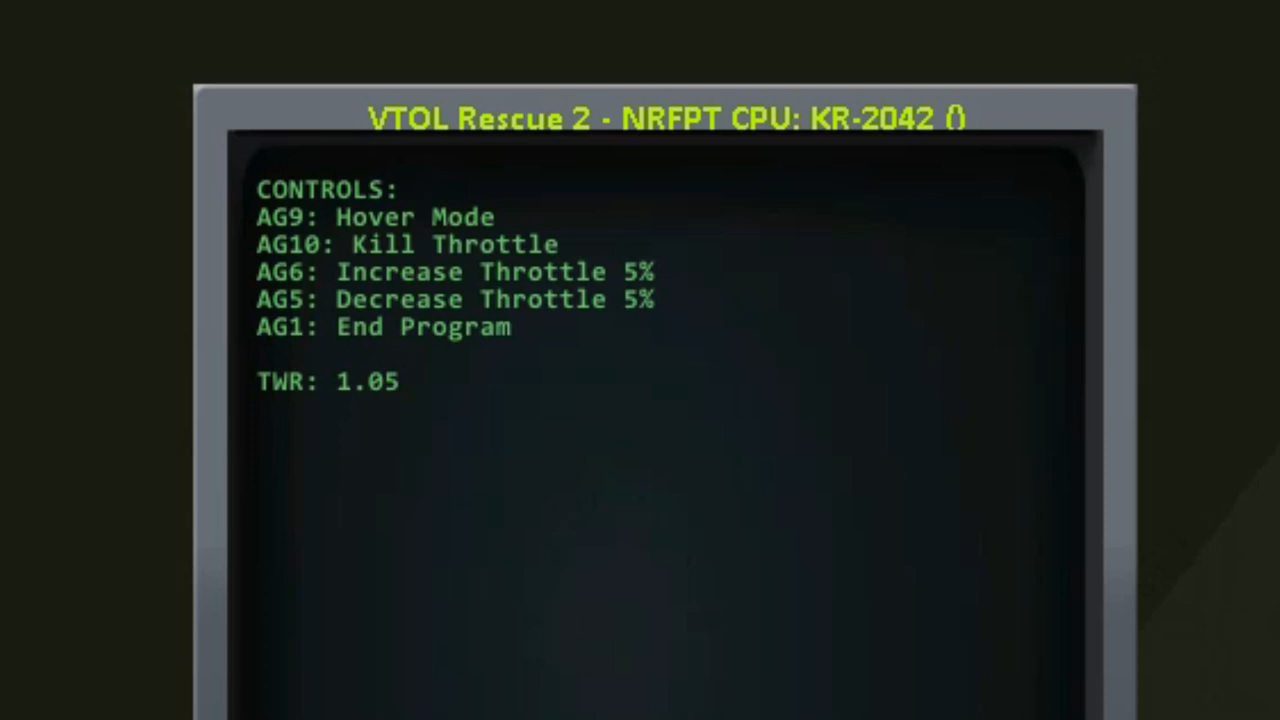 VTOL Rescue 2 - NRFPT CPU: KR-2042 ()
CONTROLS:
AG9: Hover Mode
AG10: Kill Throttle
AG6: Increase Throttle 5%
AG5: Decrease Throttle 5%
AG1: End Program
TWR: 1.05